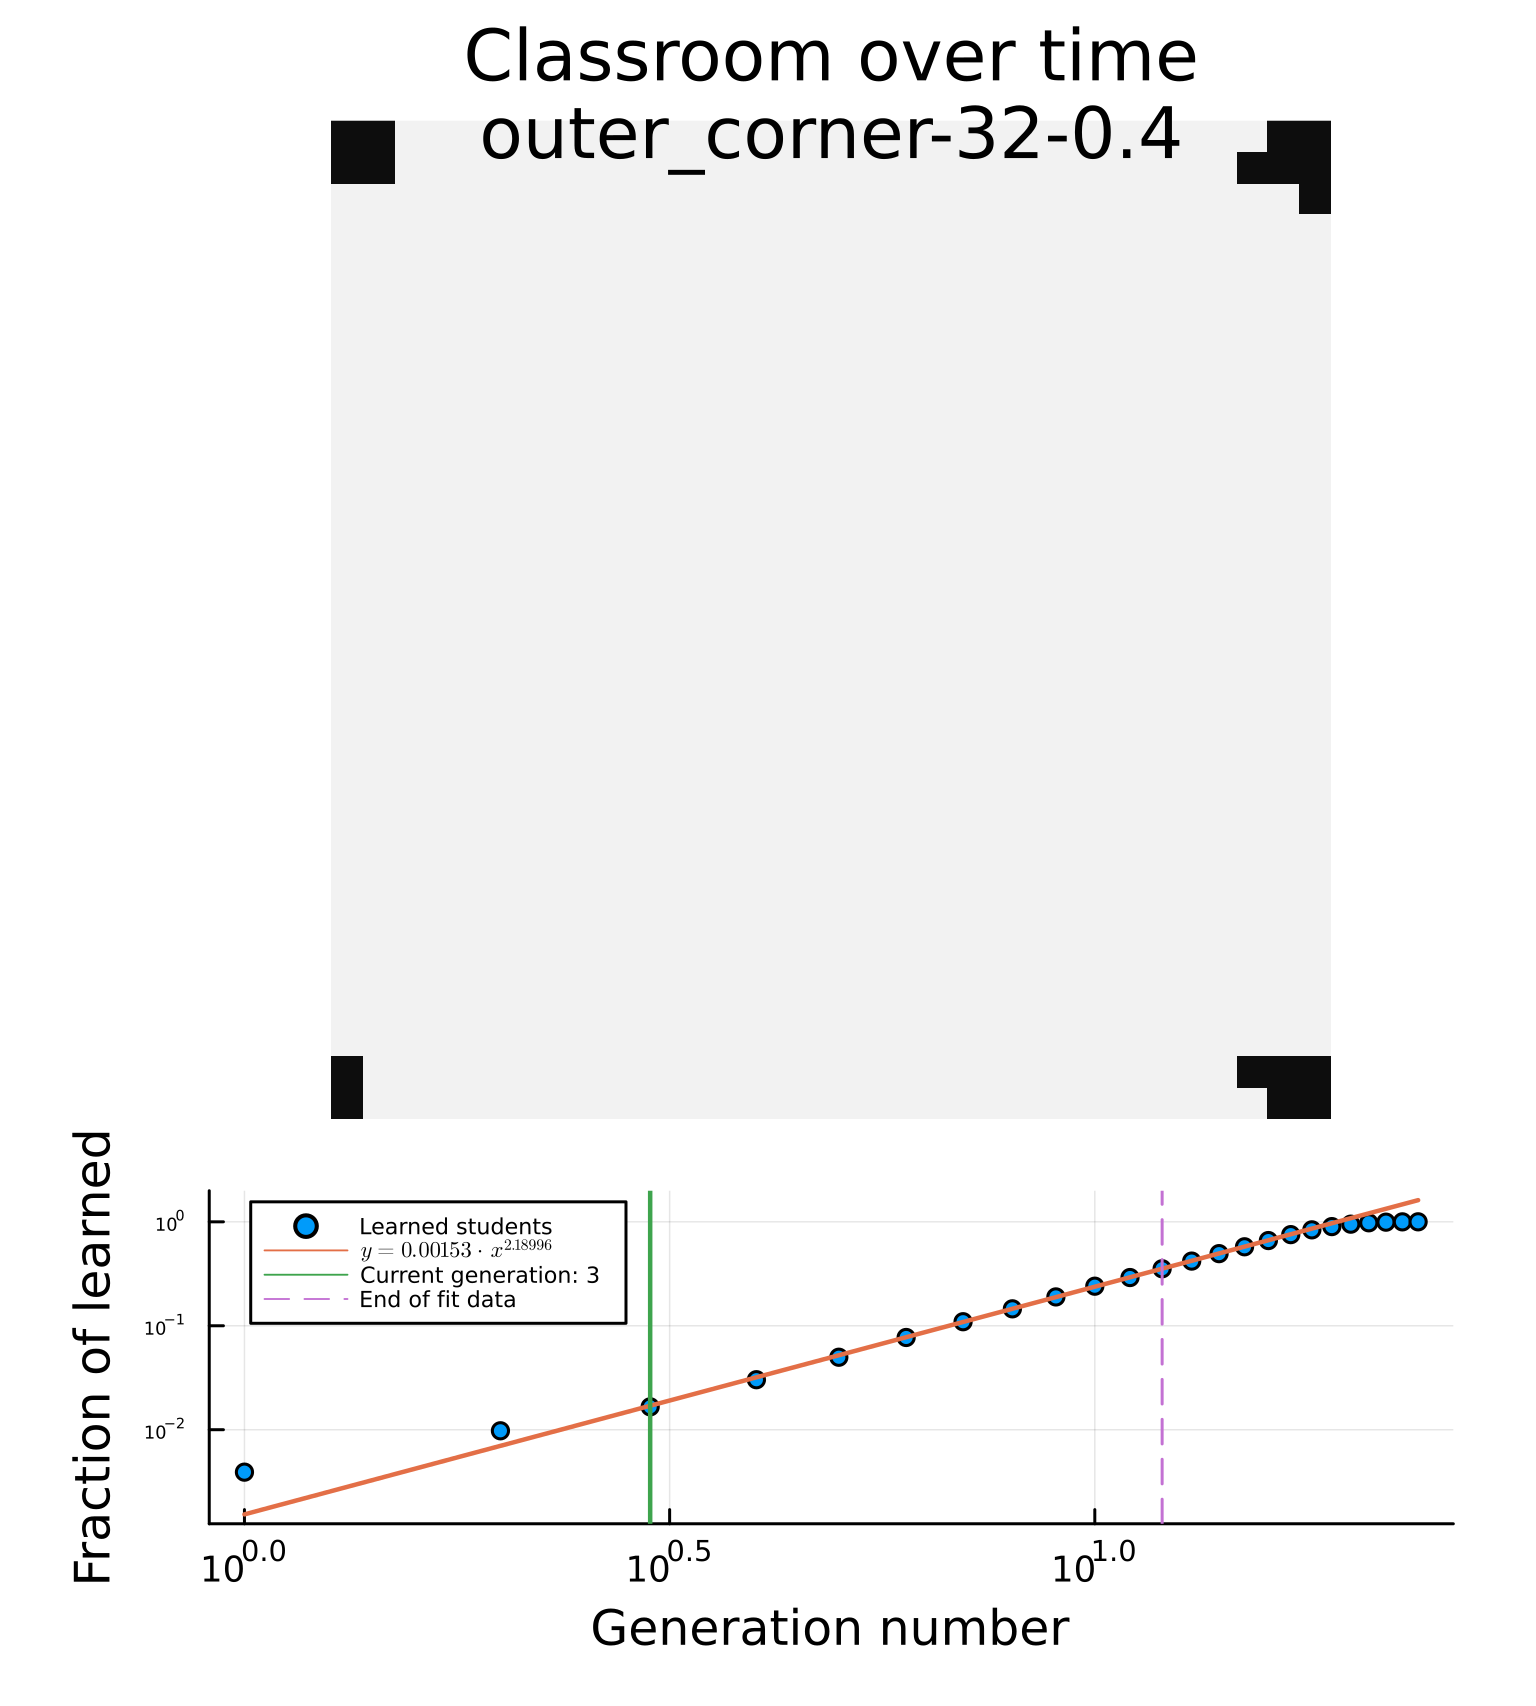 Classroom over time
outer_corner-32-0.4
Fraction of learned
10^0
10^−1
10^−2
Learned students
y = 0.00153 · x^2.18996
Current generation: 3
End of fit data
10^0.0 10^0.5 10^1.0
Generation number